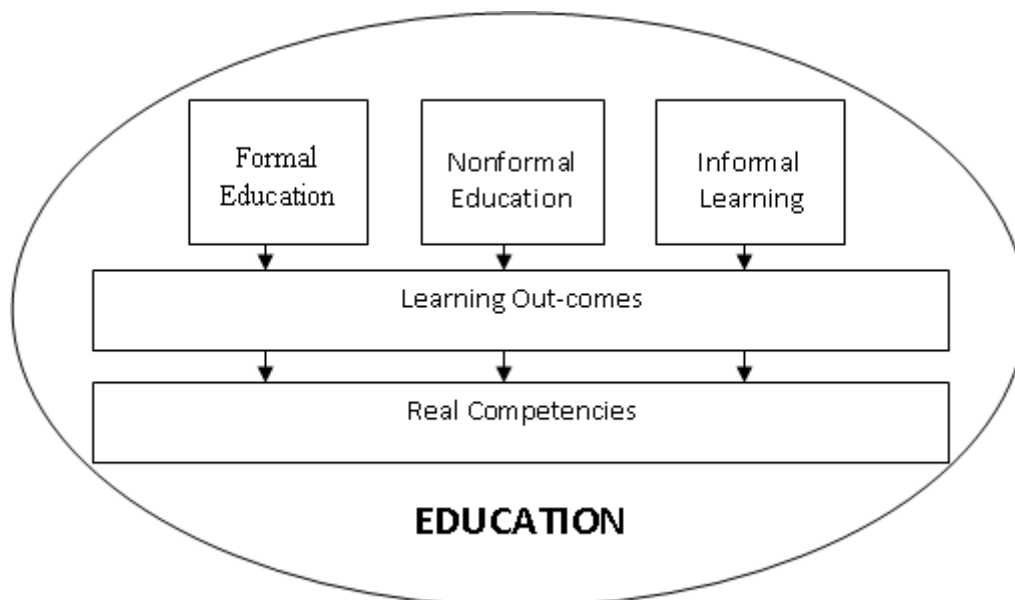 Formal
Education
Nonformal
Education
Informal
Learning
Learning Out-comes
Real Competencies
EDUCATION